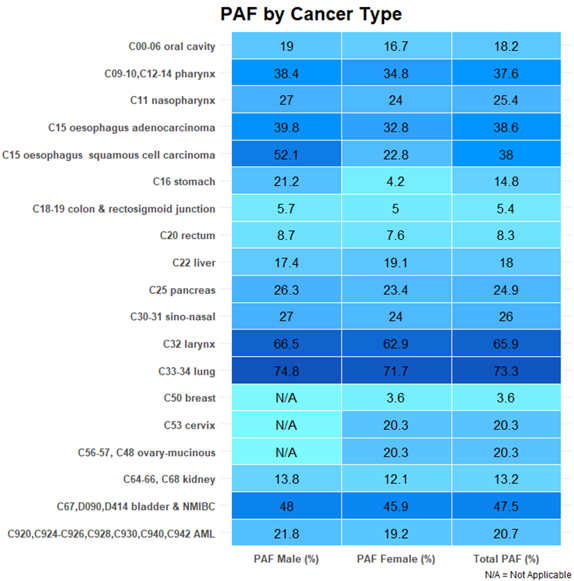 PAF by Cancer Type
C00-06 oral cavity 19 16.7 18.2
C09-10,C12-14 pharynx 38.4 34.8 37.6
C11 nasopharynx 27 24 25.4
C15 oesophagus adenocarcinoma 39.8 32.8 38.6
C15 oesophagus squamous cell carcinoma 52.1 22.8 38
C16 stomach 21.2 4.2 14.8
C18-19 colon & rectosigmoid junction 5.7 5 5.4
C20 rectum 8.7 7.6 8.3
C22 liver 17.4 19.1 18
C25 pancreas 26.3 23.4 24.9
C30-31 sino-nasal 27 24 26
C32 larynx 66.5 62.9 65.9
C33-34 lung 74.8 71.7 73.3
C50 breast N/A 3.6 3.6
C53 cervix N/A 20.3 20.3
C56-57, C48 ovary-mucinous N/A 20.3 20.3
C64-66, C68 kidney 13.8 12.1 13.2
C67,D090,D414 bladder & NMIBC 48 45.9 47.5
C920,C924-C926,C928,C930,C940,C942 AML 21.8 19.2 20.7
PAF Male (%) PAF Female (%) Total PAF (%)
N/A = Not Applicable